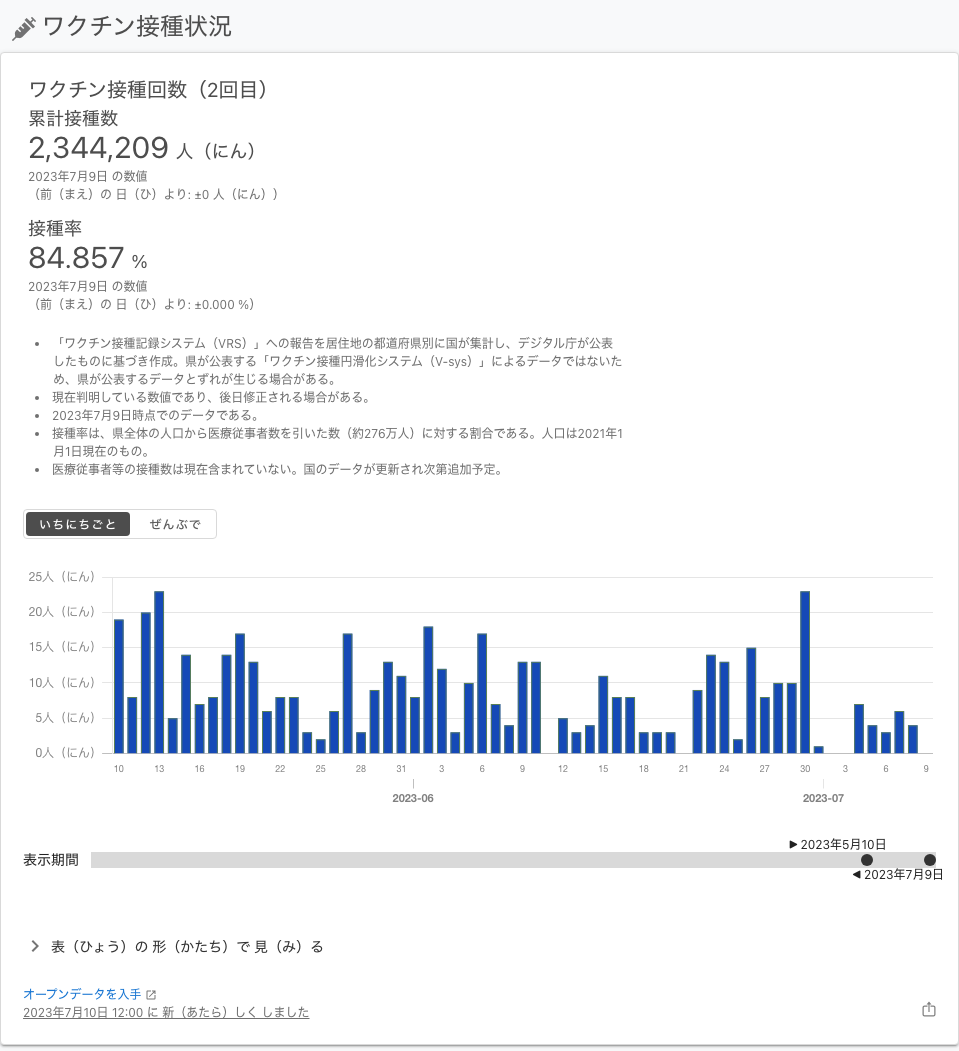 ワクチン接種状況
ワクチン接種回数（2回目）
累計接種数
2,344,209 人（にん）
2023年7月9日 の数値
（前（まえ）の 日（ひ）より: ±0 人（にん））
接種率
84.857 %
2023年7月9日 の数値
（前（まえ）の 日（ひ）より: ±0.000 %）
• 「ワクチン接種記録システム（VRS）」への報告を居住地の都道府県別に国が集計し、デジタル庁が公表
したものに基づき作成。県が公表する「ワクチン接種円滑化システム（V-sys）」によるデータではないた
め、県が公表するデータとずれが生じる場合がある。
• 現在判明している数値であり、後日修正される場合がある。
• 2023年7月9日時点でのデータである。
• 接種率は、県全体の人口から医療従事者数を引いた数（約276万人）に対する割合である。人口は2021年1
月1日現在のもの。
• 医療従事者等の接種数は現在含まれていない。国のデータが更新され次第追加予定。
いちにちごと ぜんぶで
25人（にん）
20人（にん）
15人（にん）
10人（にん）
5人（にん）
0人（にん）
10 13 16 19 22 25 28 31 3 6 9 12 15 18 21 24 27 30 3 6 9
2023-06 2023-07
▶ 2023年5月10日
表示期間
◀ 2023年7月9日
表（ひょう）の 形（かたち）で 見（み）る
オープンデータを入手
2023年7月10日 12:00 に 新（あたら）しく しました